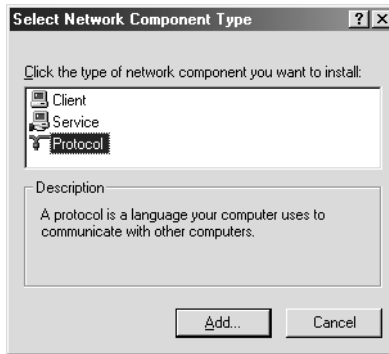 Select Network Component Type
Click the type of network component you want to install:
Client
Service
Protocol
Description
A protocol is a language your computer uses to
communicate with other computers.
Add...
Cancel